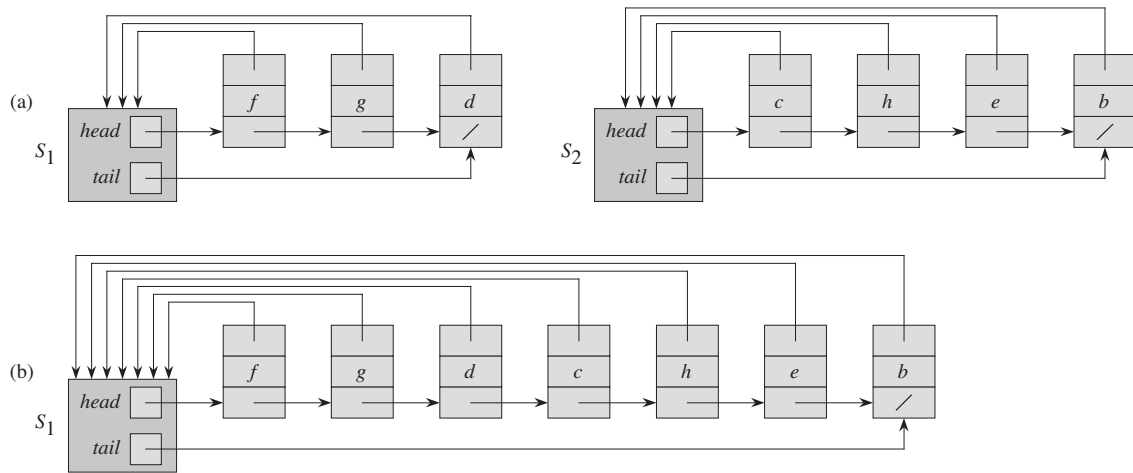 f g d c h e b
(a)
head head
S1 S2
tail tail
f g d c h e b
(b)
head
S1
tail